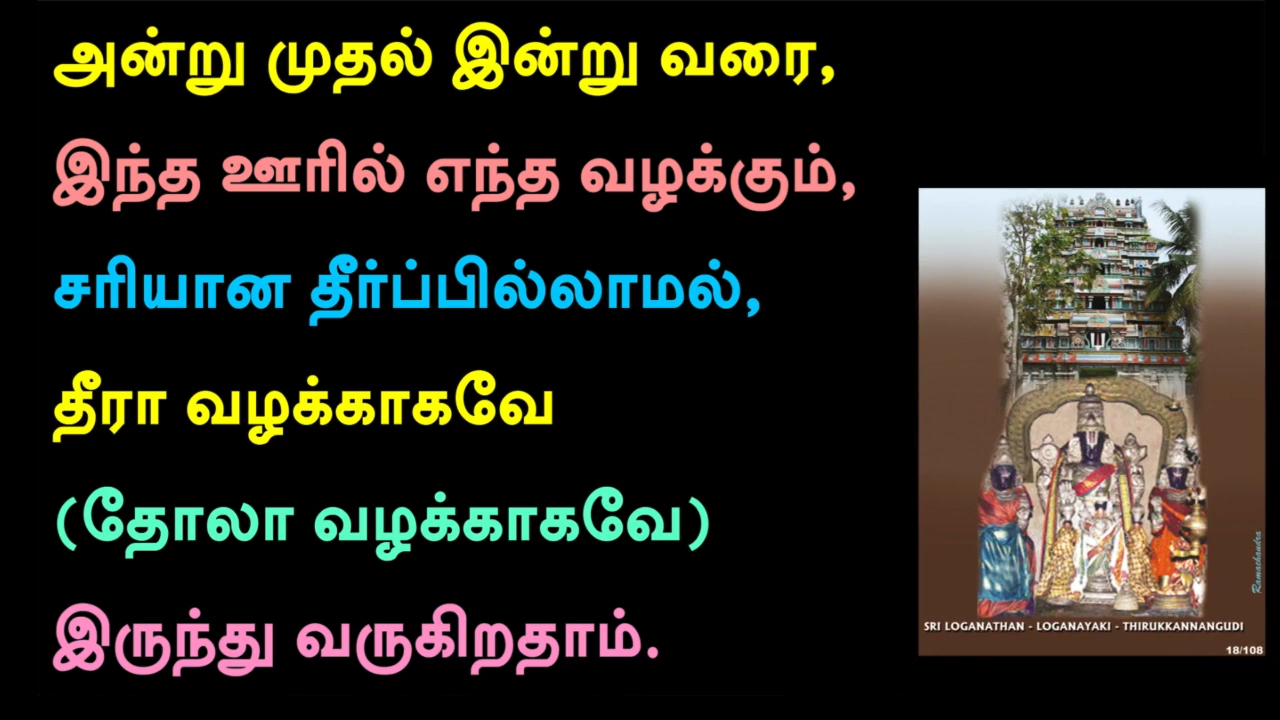 அன்று முதல் இன்று வரை,
இந்த ஊரில் எந்த வழக்கும்,
சரியான தீர்ப்பில்லாமல்,
தீரா வழக்காகவே
(தோலா வழக்காகவே)
இருந்து வருகிறதாம்.
Ramachandra
SRI LOGANATHAN - LOGANAYAKI - THIRUKKANNANGUDI
18/108